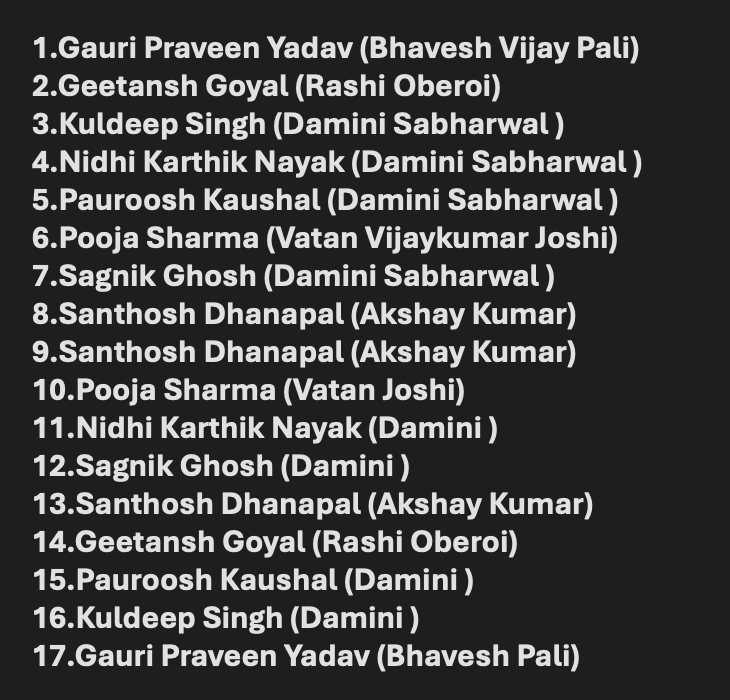 1.Gauri Praveen Yadav (Bhavesh Vijay Pali)
2.Geetansh Goyal (Rashi Oberoi)
3.Kuldeep Singh (Damini Sabharwal )
4.Nidhi Karthik Nayak (Damini Sabharwal )
5.Pauroosh Kaushal (Damini Sabharwal )
6.Pooja Sharma (Vatan Vijaykumar Joshi)
7.Sagnik Ghosh (Damini Sabharwal )
8.Santhosh Dhanapal (Akshay Kumar)
9.Santhosh Dhanapal (Akshay Kumar)
10.Pooja Sharma (Vatan Joshi)
11.Nidhi Karthik Nayak (Damini )
12.Sagnik Ghosh (Damini )
13.Santhosh Dhanapal (Akshay Kumar)
14.Geetansh Goyal (Rashi Oberoi)
15.Pauroosh Kaushal (Damini )
16.Kuldeep Singh (Damini )
17.Gauri Praveen Yadav (Bhavesh Pali)